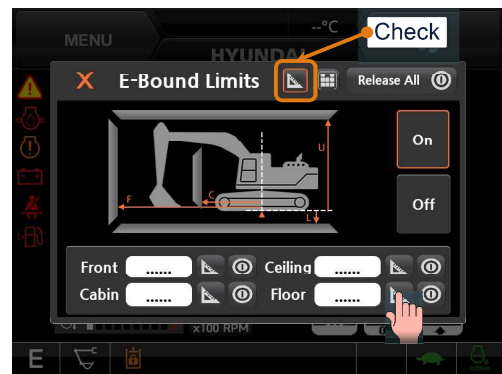 --°C
Check
MENU
HYUNDAI
X E-Bound Limits Release All
U
On
C
F
L
Off
Front ...... Ceiling ......
Cabin ...... Floor ......
x100 RPM
E